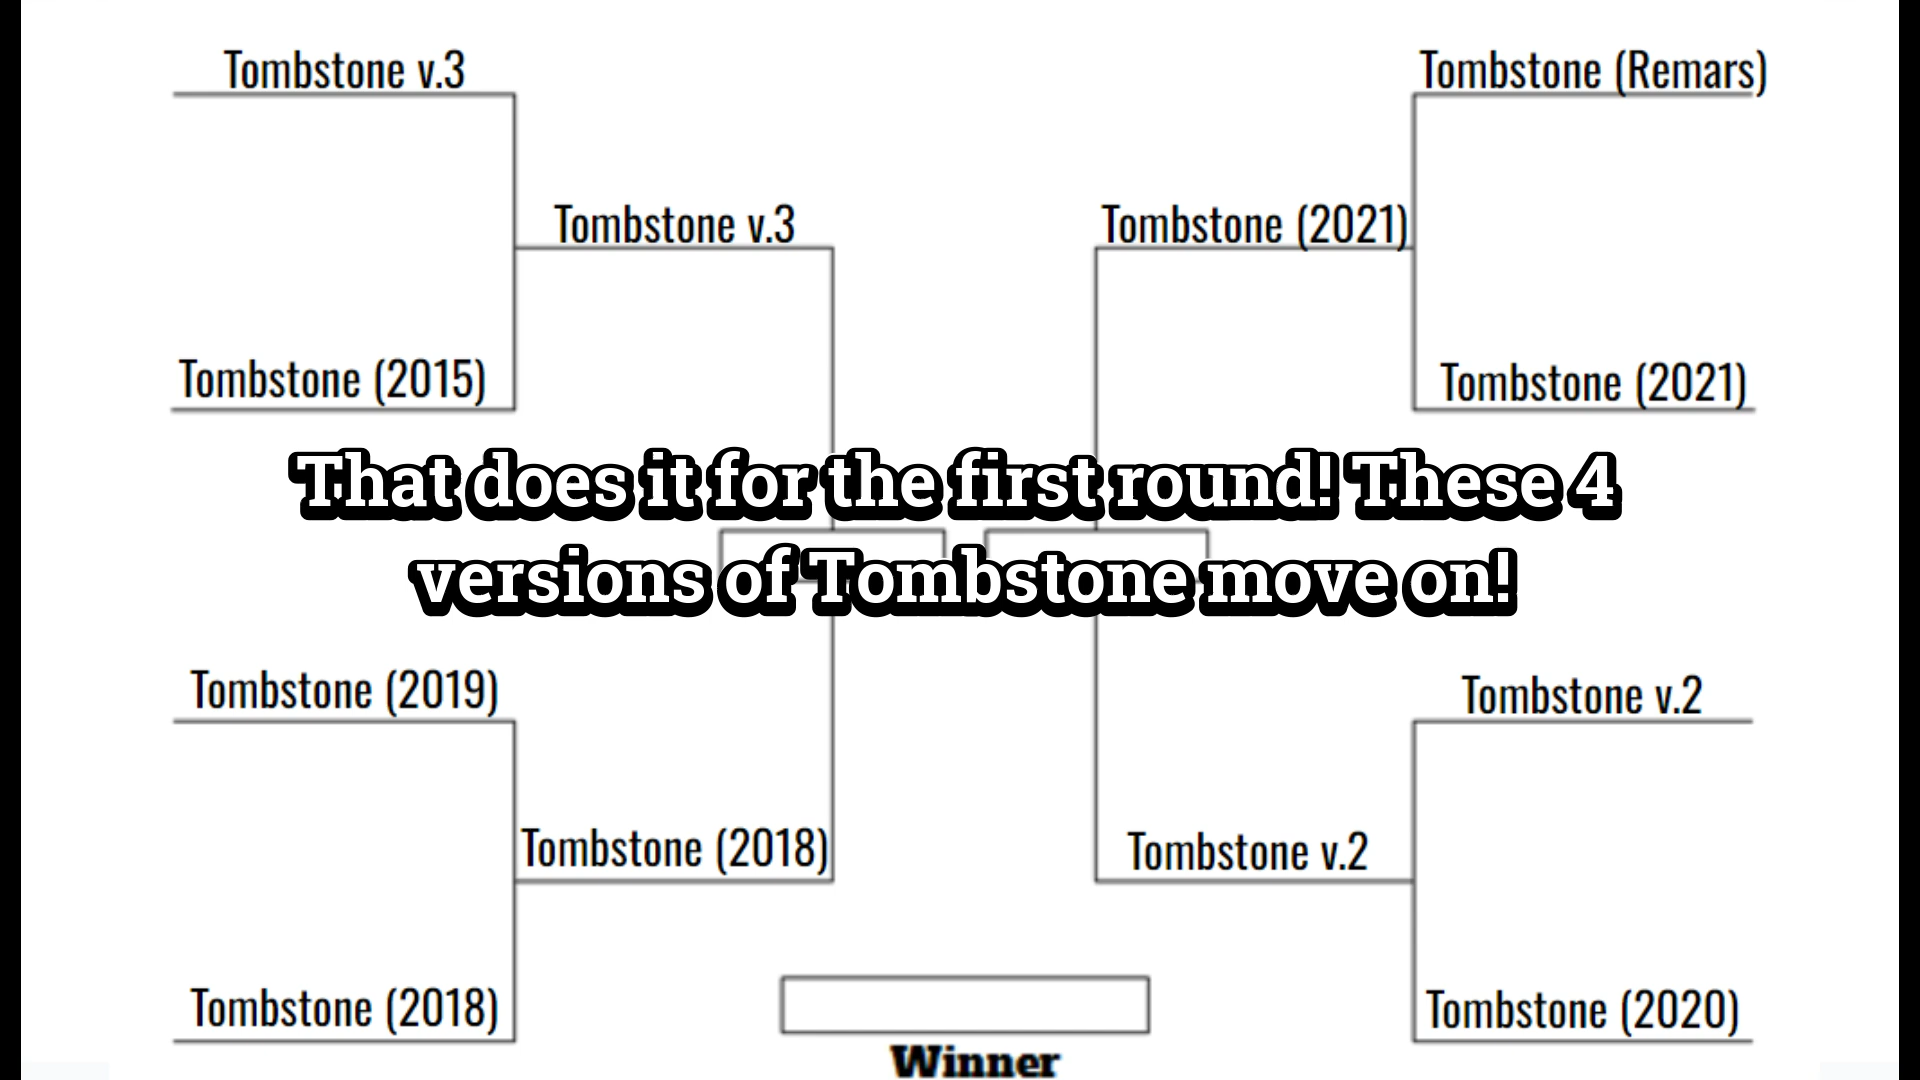 Tombstone v.3
Tombstone (Remars)
Tombstone v.3
Tombstone (2021)
Tombstone (2015)
Tombstone (2021)
That does it for the first round! These 4
versions of Tombstone move on!
Tombstone (2019)
Tombstone v.2
Tombstone (2018)
Tombstone v.2
Tombstone (2018)
Tombstone (2020)
Winner